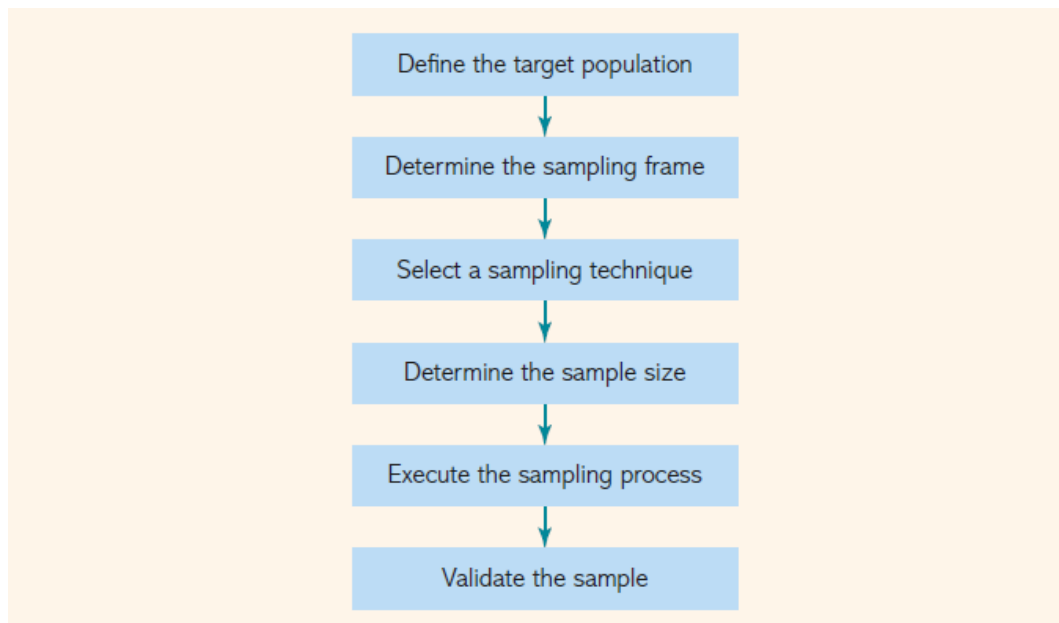 Define the target population
Determine the sampling frame
Select a sampling technique
Determine the sample size
Execute the sampling process
Validate the sample